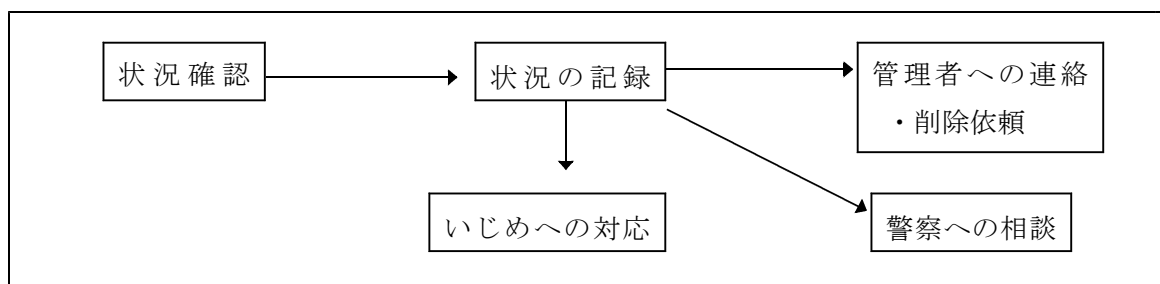 状況確認
状況の記録
管理者への連絡
・削除依頼
いじめへの対応
警察への相談